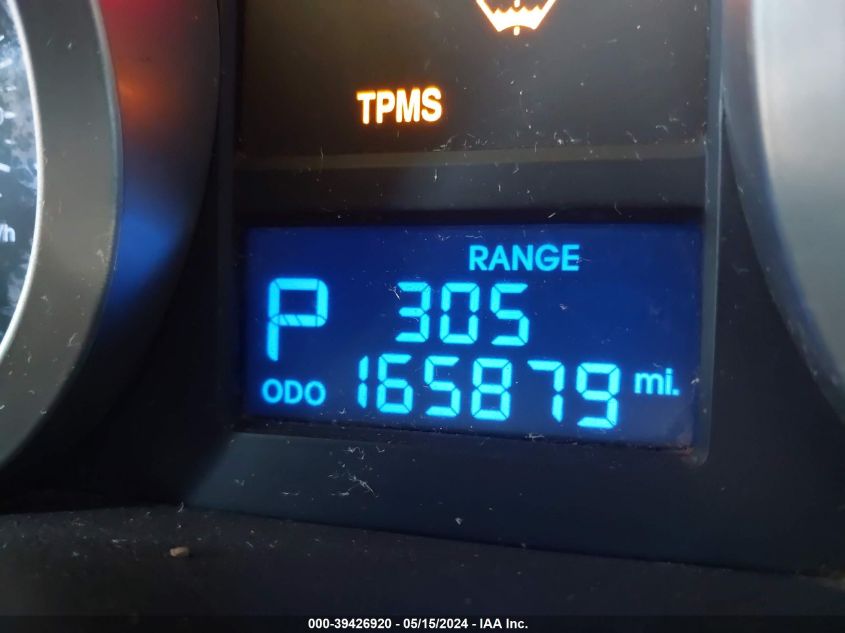 TPMS
RANGE
P 305
ODO 165879 mi.
/h
000-39426920 - 05/15/2024 - IAA Inc.